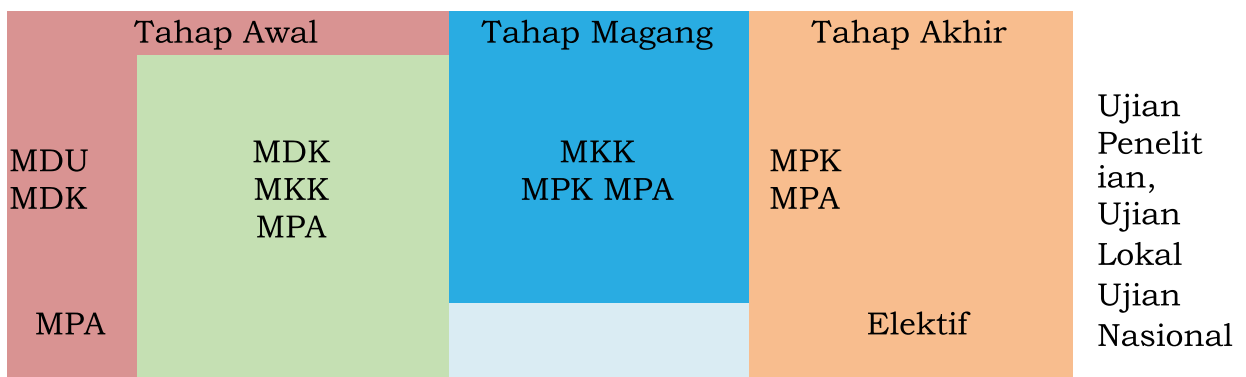 Tahap Awal
Tahap Magang
Tahap Akhir
MDU
MDK
MPA
MDK
MKK
MPA
MKK
MPK MPA
MPK
MPA
Elektif
Ujian
Penelit
ian,
Ujian
Lokal
Ujian
Nasional